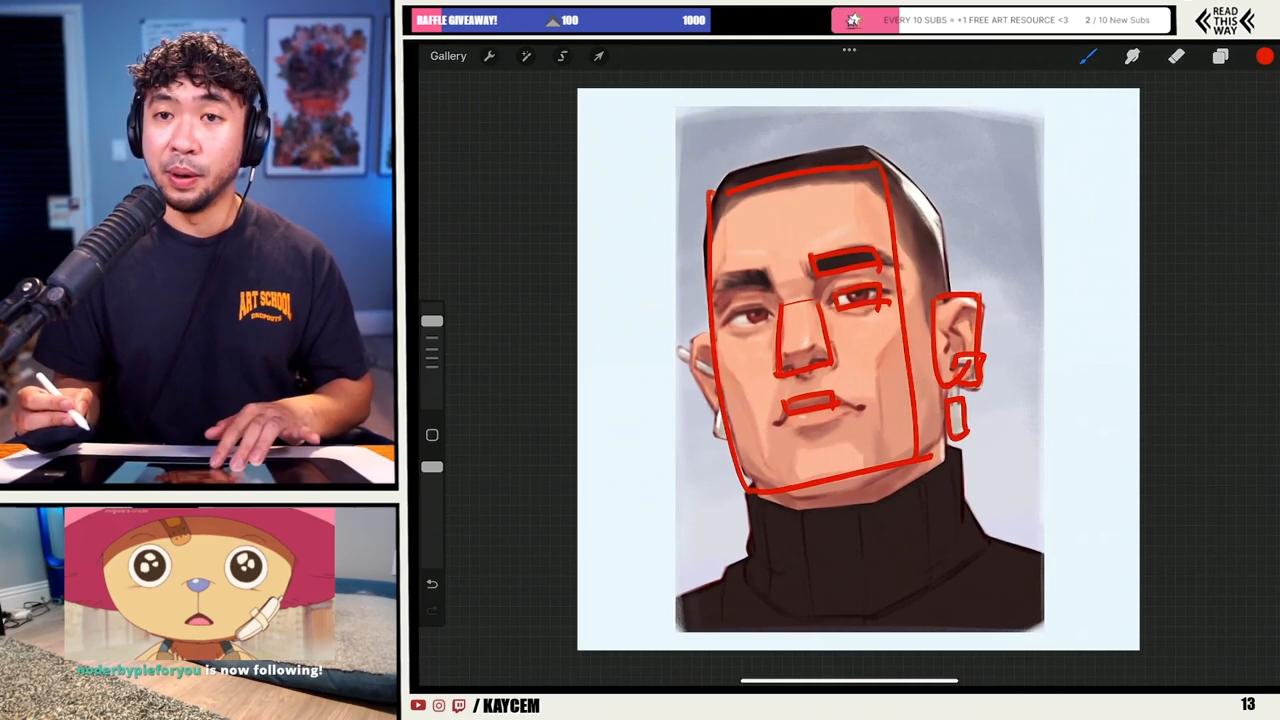 RAFFLE GIVEAWAY!
100
1000
EVERY 10 SUBS = +1 FREE ART RESOURCE <3
2 / 10 New Subs
READ
THIS
WAY
Gallery
ART SCHOOL
DROPOUTS
is now following!
/ KAYCEM
13